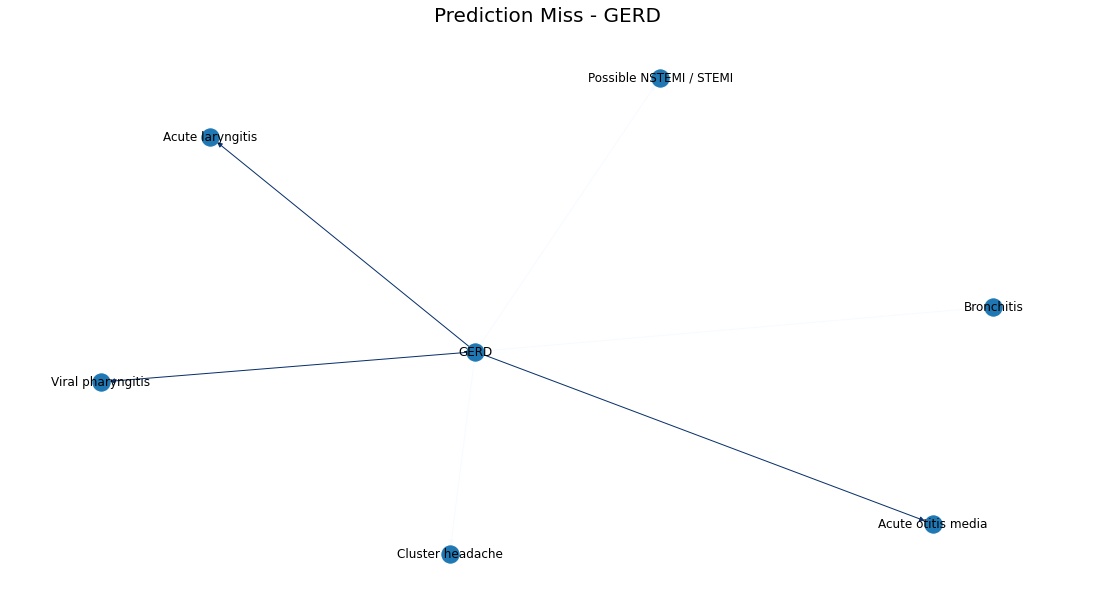 Prediction Miss - GERD
Possible NSTEMI / STEMI
Acute laryngitis
Bronchitis
GERD
Viral pharyngitis
Acute otitis media
Cluster headache